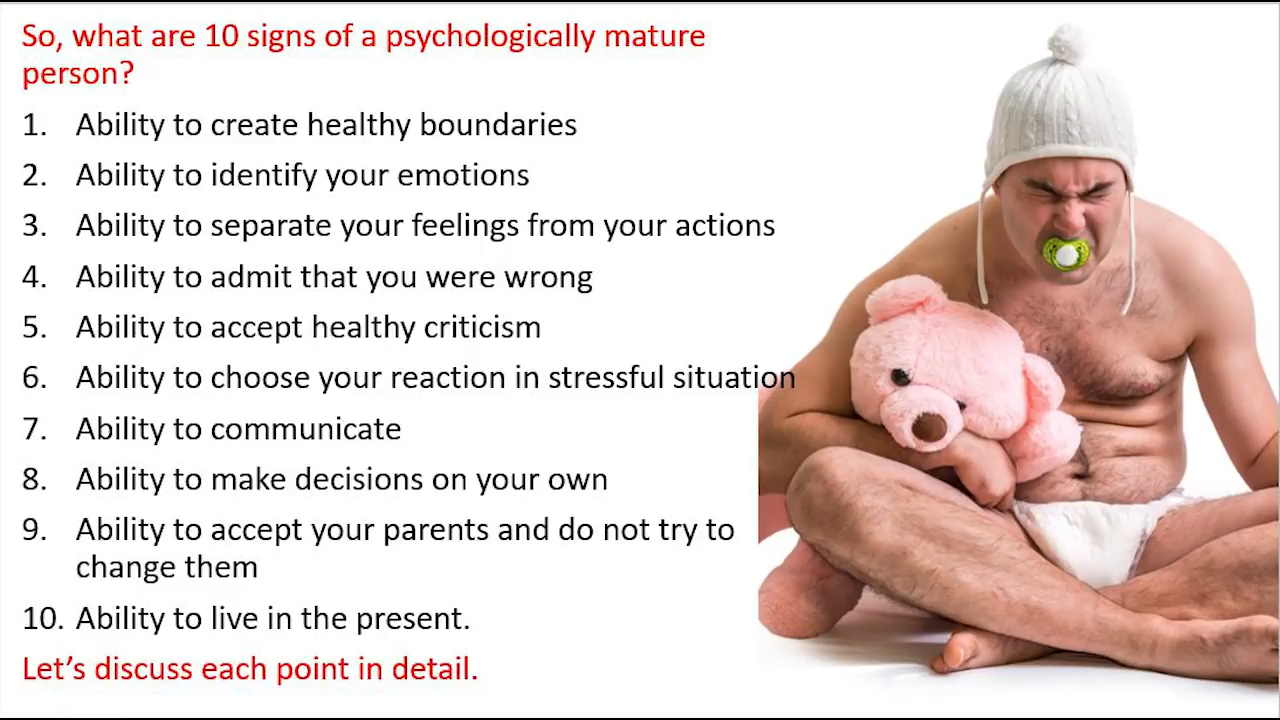 So, what are 10 signs of a psychologically mature
person?
1. Ability to create healthy boundaries
2. Ability to identify your emotions
3. Ability to separate your feelings from your actions
4. Ability to admit that you were wrong
5. Ability to accept healthy criticism
6. Ability to choose your reaction in stressful situation
7. Ability to communicate
8. Ability to make decisions on your own
9. Ability to accept your parents and do not try to
change them
10. Ability to live in the present.
Let’s discuss each point in detail.